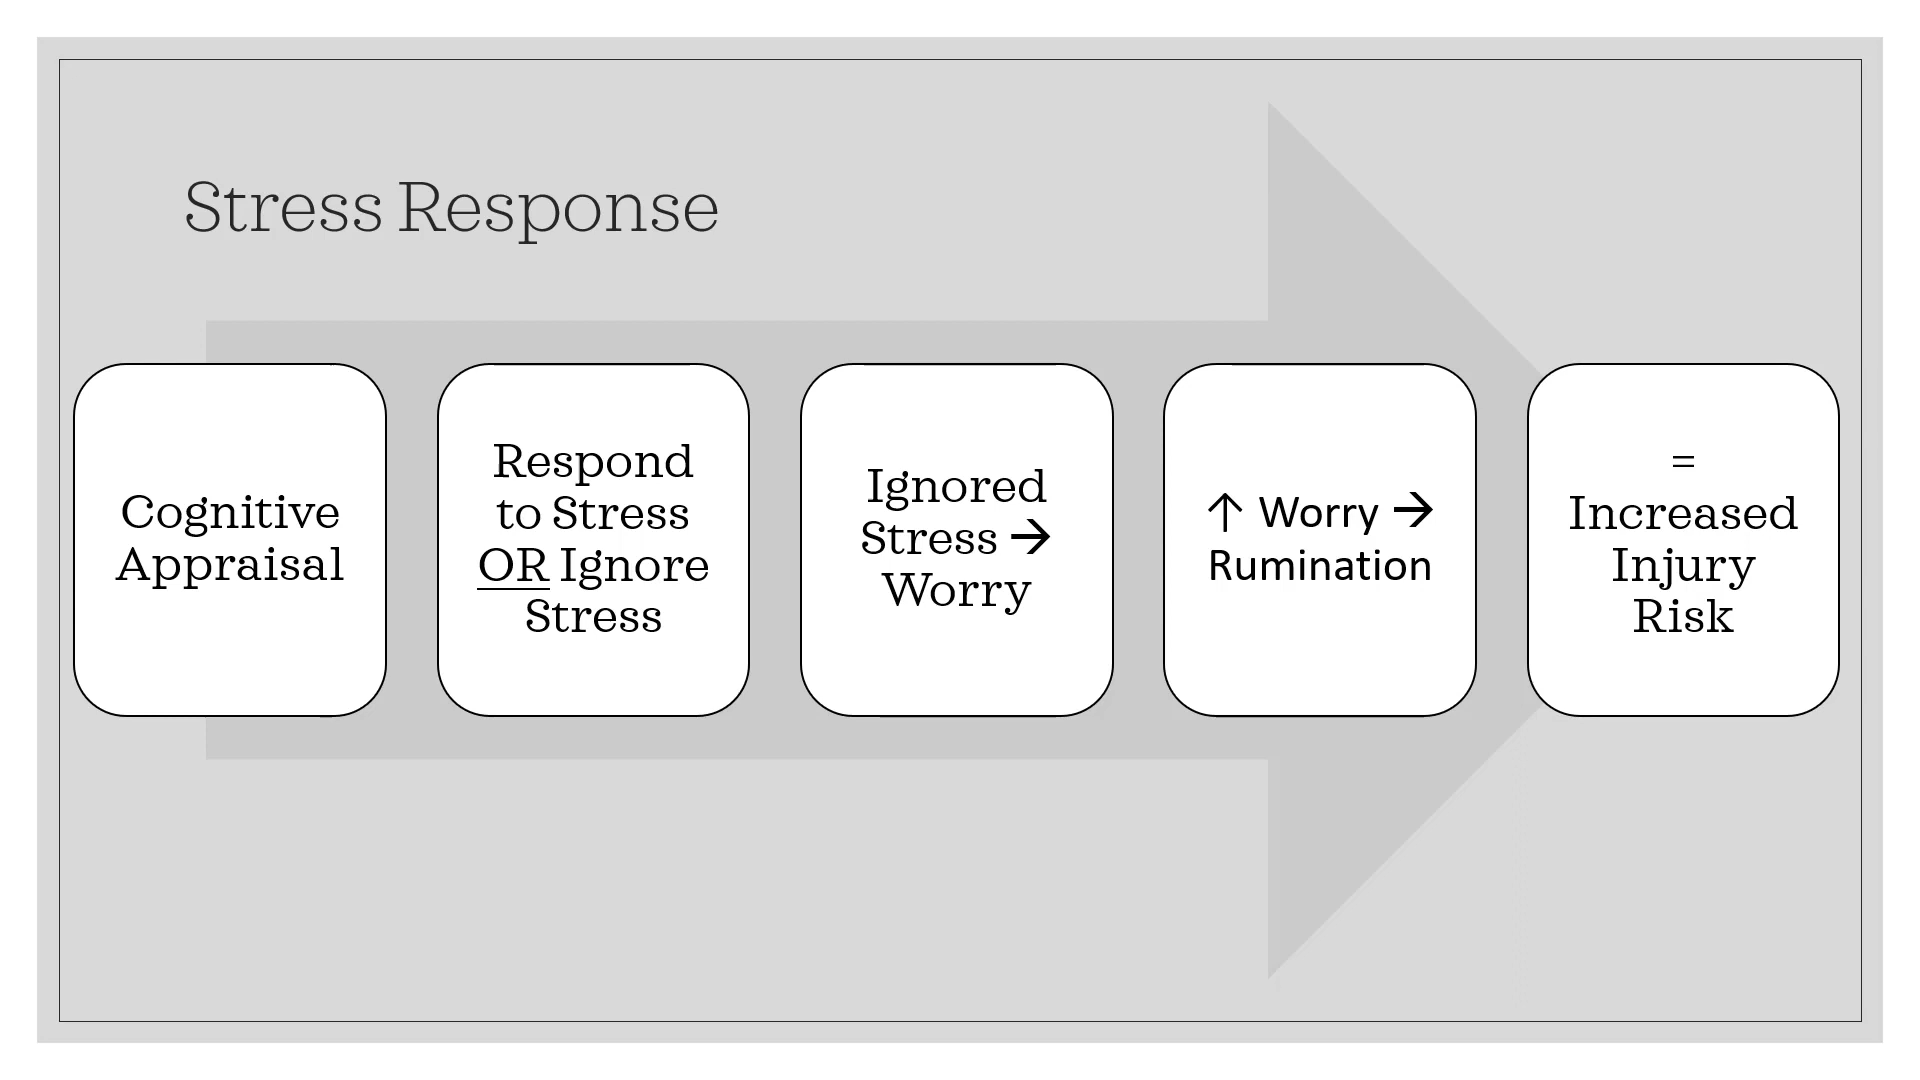 Stress Response
Cognitive
Appraisal
Respond
to Stress
OR Ignore
Stress
Ignored
Stress →
Worry
↑ Worry →
Rumination
=
Increased
Injury
Risk